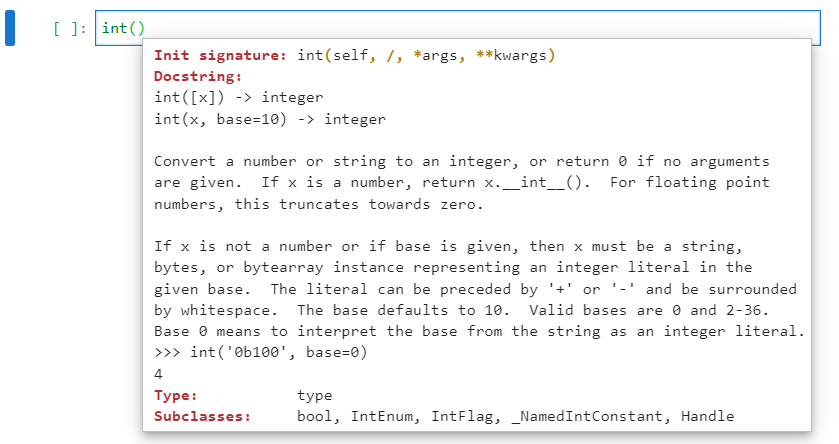 [ ]: int()
Init signature: int(self, /, *args, **kwargs)
Docstring:
int([x]) -> integer
int(x, base=10) -> integer

Convert a number or string to an integer, or return 0 if no arguments
are given.  If x is a number, return x.__int__().  For floating point
numbers, this truncates towards zero.

If x is not a number or if base is given, then x must be a string,
bytes, or bytearray instance representing an integer literal in the
given base.  The literal can be preceded by '+' or '-' and be surrounded
by whitespace.  The base defaults to 10.  Valid bases are 0 and 2-36.
Base 0 means to interpret the base from the string as an integer literal.
>>> int('0b100', base=0)
4
Type:           type
Subclasses:     bool, IntEnum, IntFlag, _NamedIntConstant, Handle